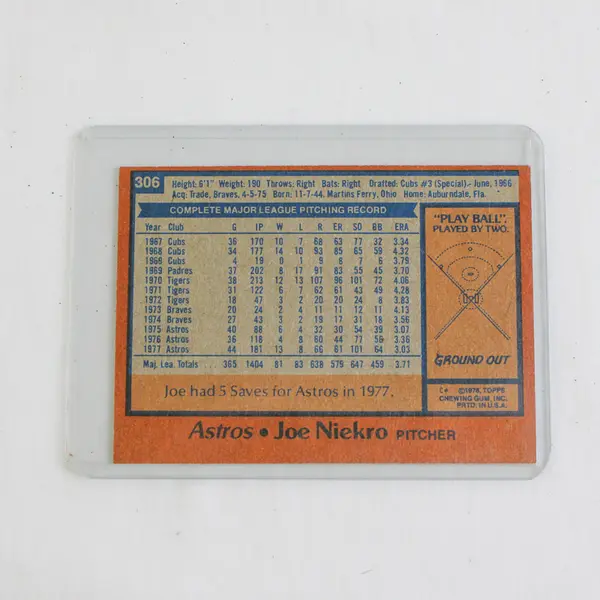 306
Height: 6'1" Weight: 190 Throws: Right Bats: Right Drafted: Cubs #3 (Special)- June, 1966
Acq: Trade, Braves, 4-5-75 Born: 11-7-44, Martins Ferry, Ohio Home: Auburndale, Fla.
COMPLETE MAJOR LEAGUE PITCHING RECORD
Year Club G IP W L R ER SO BB ERA
1967 Cubs 36 170 10 7 68 63 77 32 3.34
1968 Cubs 34 177 14 10 93 85 65 59 4.32
1969 Cubs 4 19 0 1 9 8 7 6 3.79
1969 Padres 37 202 8 17 91 83 55 45 3.70
1970 Tigers 38 213 12 13 107 96 101 72 4.06
1971 Tigers 31 122 6 7 62 61 43 49 4.28
1972 Tigers 18 47 3 2 20 20 24 8 3.83
1973 Braves 20 24 2 4 11 11 12 11 4.13
1974 Braves 27 43 3 2 19 17 31 18 3.56
1975 Astros 40 88 6 4 32 30 54 39 3.07
1976 Astros 36 118 4 8 60 44 77 56 3.36
1977 Astros 44 181 13 8 66 61 101 64 3.03
Maj. Lea. Totals 365 1404 81 83 638 579 647 459 3.71
Joe had 5 Saves for Astros in 1977.
"PLAY BALL".
PLAYED BY TWO.
GROUND OUT
©1978, TOPPS
CHEWING GUM, INC.
PRTD. IN U.S.A.
Astros • Joe Niekro PITCHER